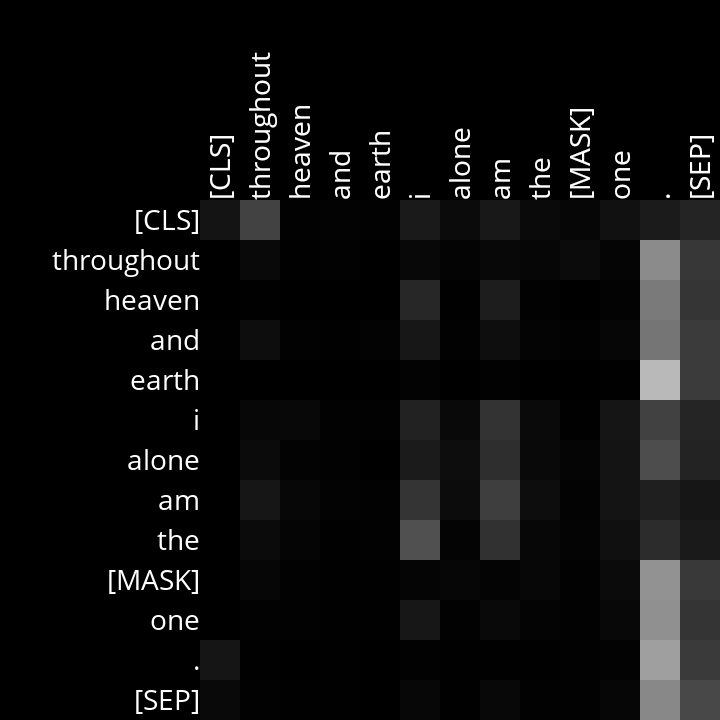 [CLS] throughout heaven and earth i alone am the [MASK] one . [SEP]
[CLS]
throughout
heaven
and
earth
i
alone
am
the
[MASK]
one
.
[SEP]